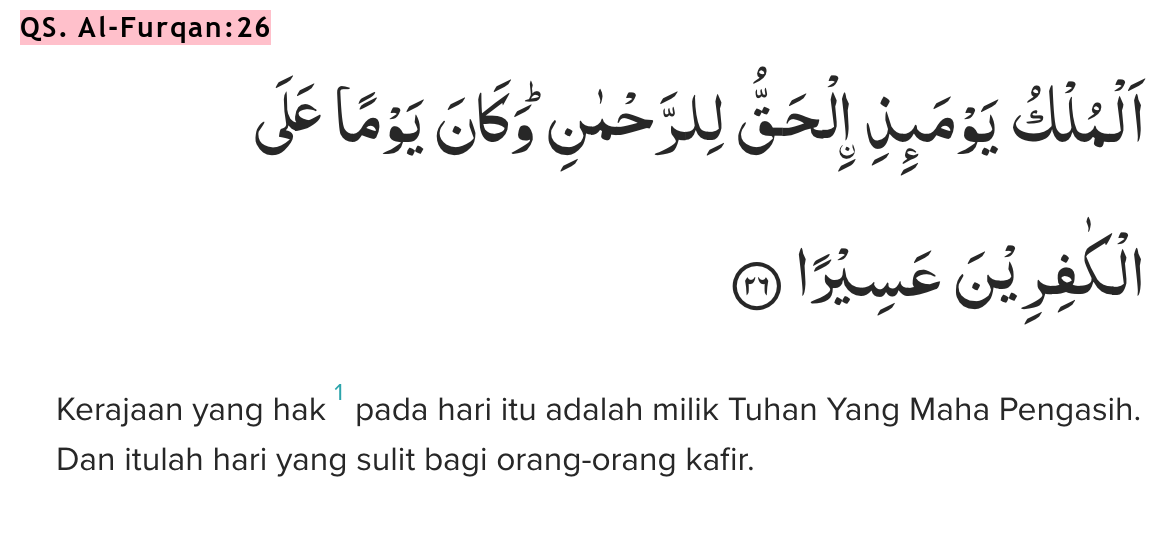 QS. Al-Furqan:26
اَلْمُلْكُ يَوْمَىِٕذِ ࣙالْحَقُّ لِلرَّحْمٰنِۗ وَكَانَ يَوْمًا عَلَى
الْكٰفِرِيْنَ عَسِيْرًا ٢٦
Kerajaan yang hak 1 pada hari itu adalah milik Tuhan Yang Maha Pengasih.
Dan itulah hari yang sulit bagi orang-orang kafir.